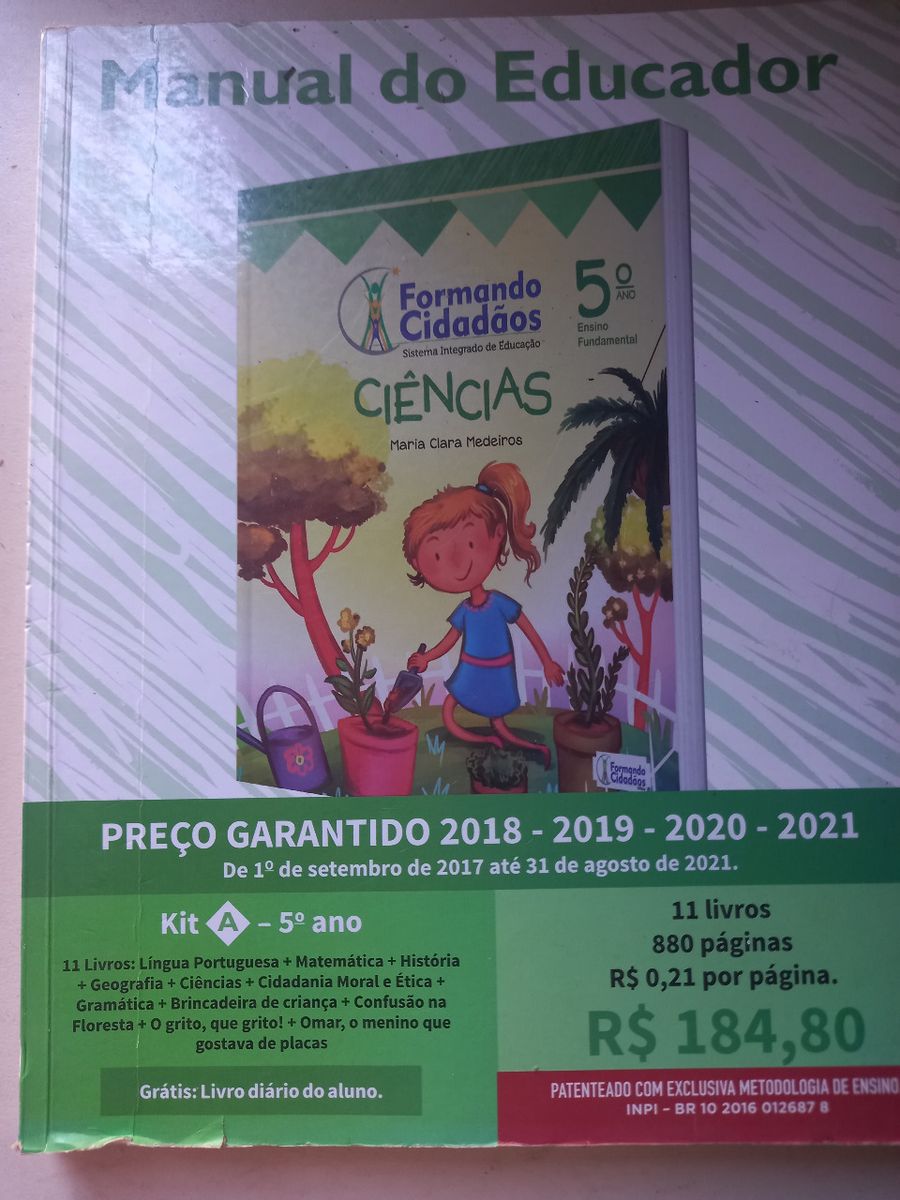 Manual do Educador
Formando
Cidadãos
Sistema Integrado de Educação
5º
ANO
Ensino
Fundamental
CIÊNCIAS
Maria Clara Medeiros
Formando
Cidadãos
PREÇO GARANTIDO 2018 - 2019 - 2020 - 2021
De 1º de setembro de 2017 até 31 de agosto de 2021.
Kit A – 5º ano
11 Livros: Língua Portuguesa + Matemática + História
+ Geografia + Ciências + Cidadania Moral e Ética +
Gramática + Brincadeira de criança + Confusão na
Floresta + O grito, que grito! + Omar, o menino que
gostava de placas
Grátis: Livro diário do aluno.
11 livros
880 páginas
R$ 0,21 por página.
R$ 184,80
PATENTEADO COM EXCLUSIVA METODOLOGIA DE ENSINO
INPI – BR 10 2016 012687 8